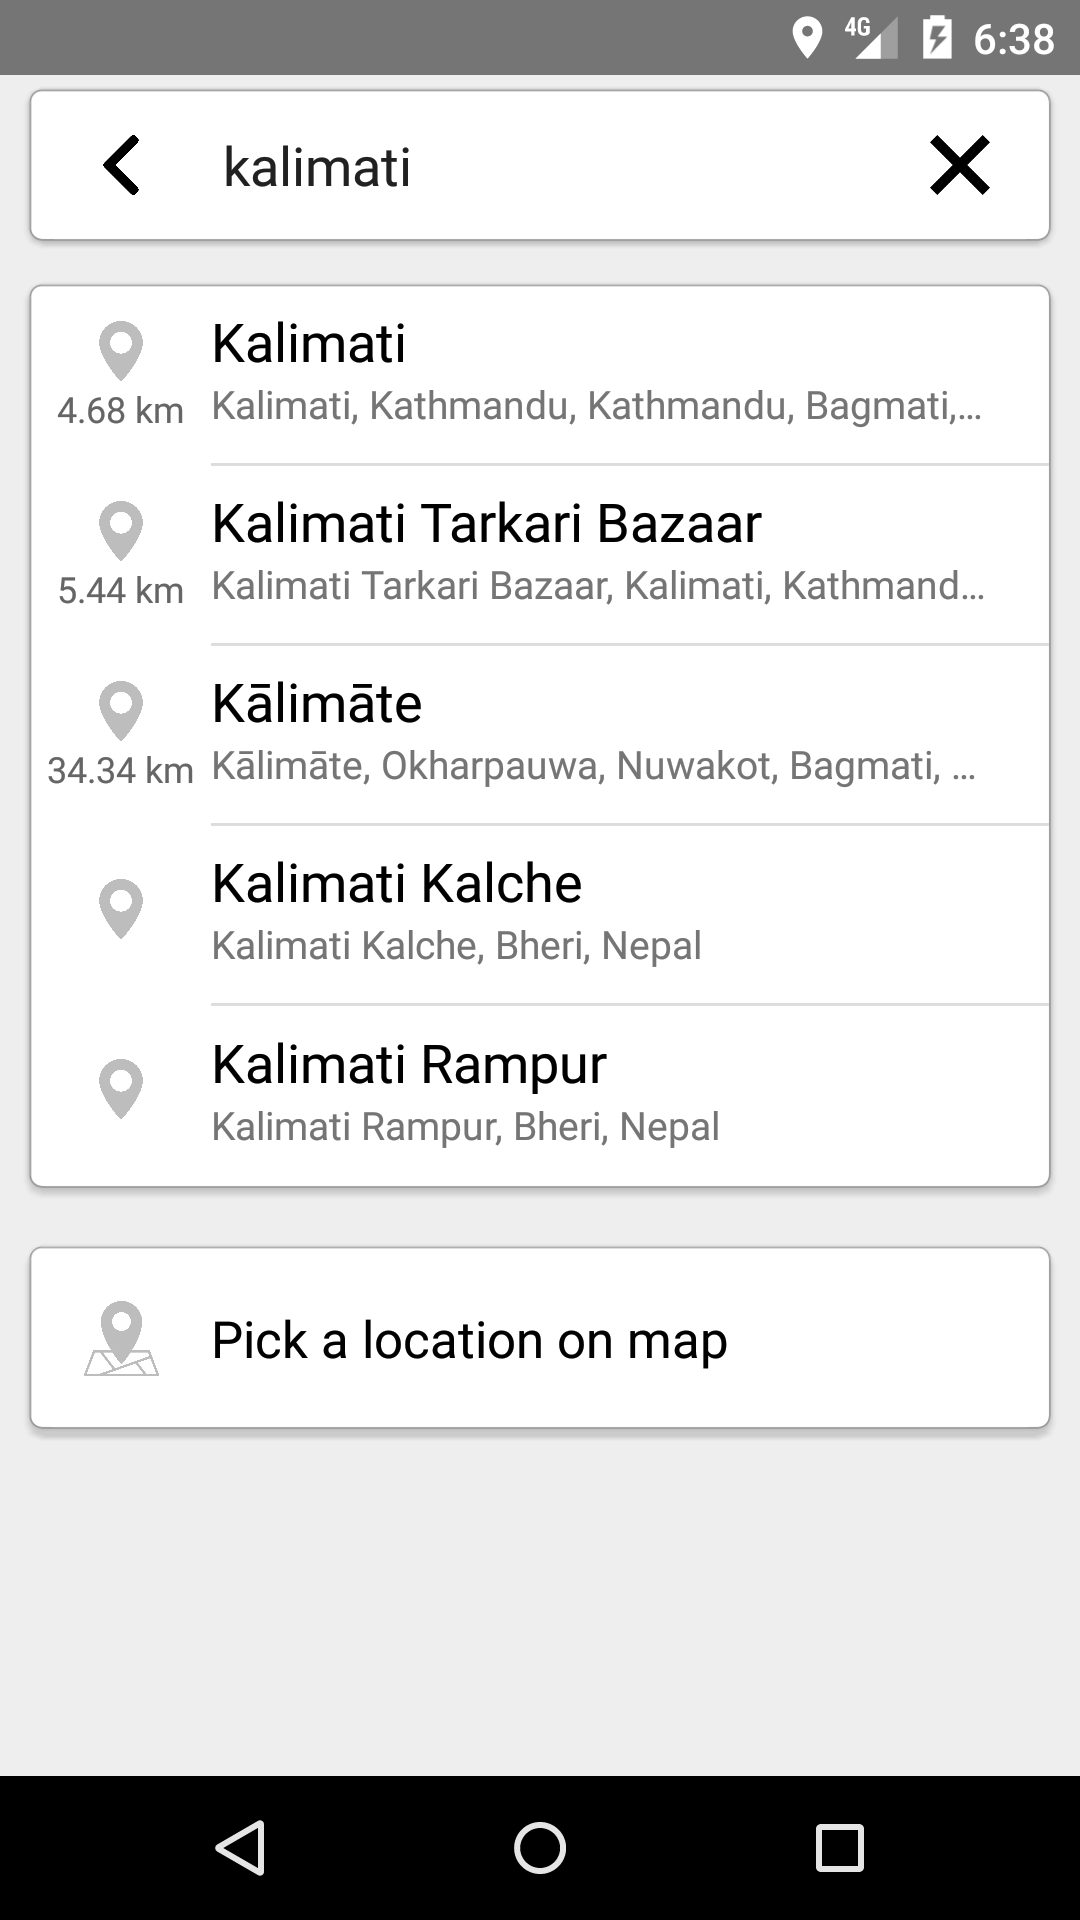 4G 6:38
kalimati
Kalimati
4.68 km Kalimati, Kathmandu, Kathmandu, Bagmati,...
Kalimati Tarkari Bazaar
5.44 km Kalimati Tarkari Bazaar, Kalimati, Kathmand...
Kālimāte
34.34 km Kālimāte, Okharpauwa, Nuwakot, Bagmati, ...
Kalimati Kalche
Kalimati Kalche, Bheri, Nepal
Kalimati Rampur
Kalimati Rampur, Bheri, Nepal
Pick a location on map